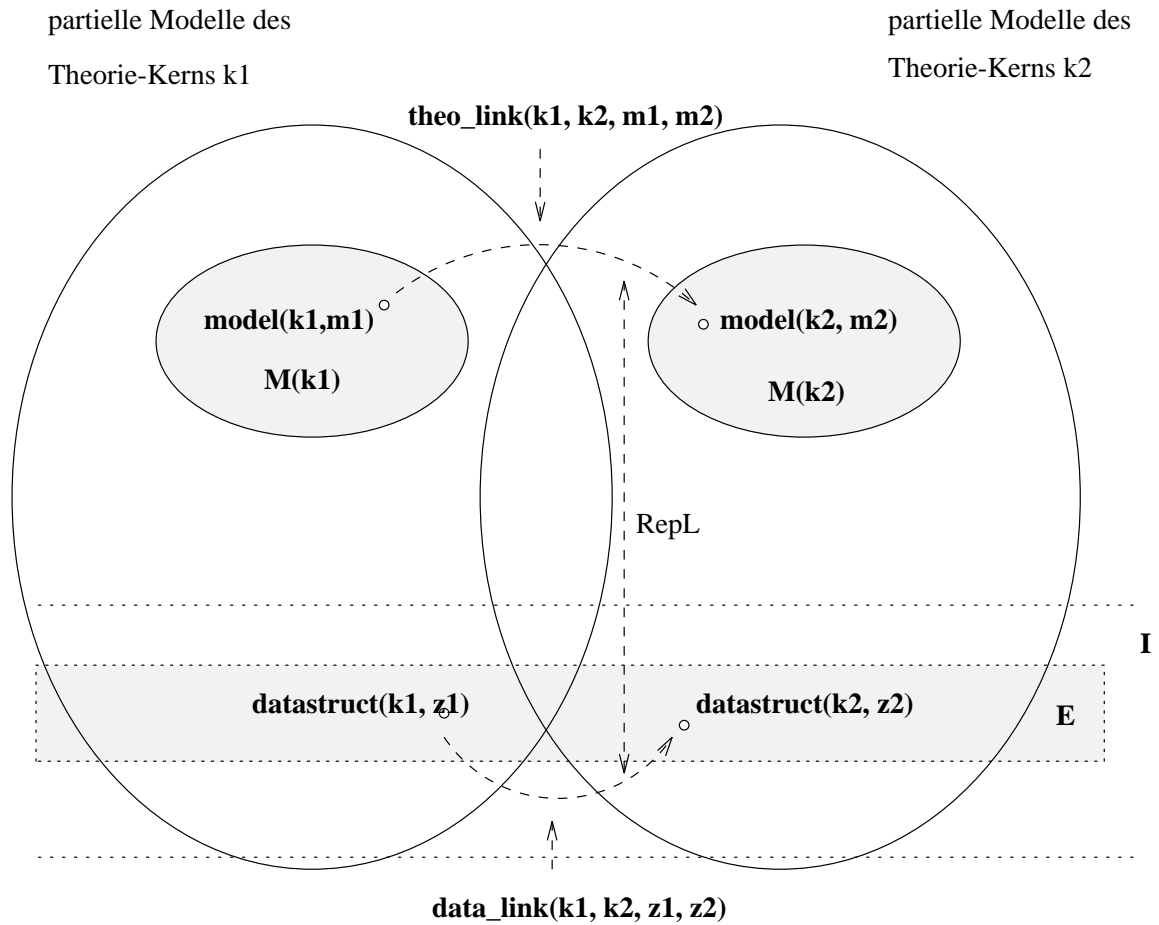 partielle Modelle des
Theorie-Kerns k1
partielle Modelle des
Theorie-Kerns k2
theo_link(k1, k2, m1, m2)
model(k1,m1)
M(k1)
model(k2, m2)
M(k2)
RepL
I
datastruct(k1, z1)
datastruct(k2, z2)
E
data_link(k1, k2, z1, z2)